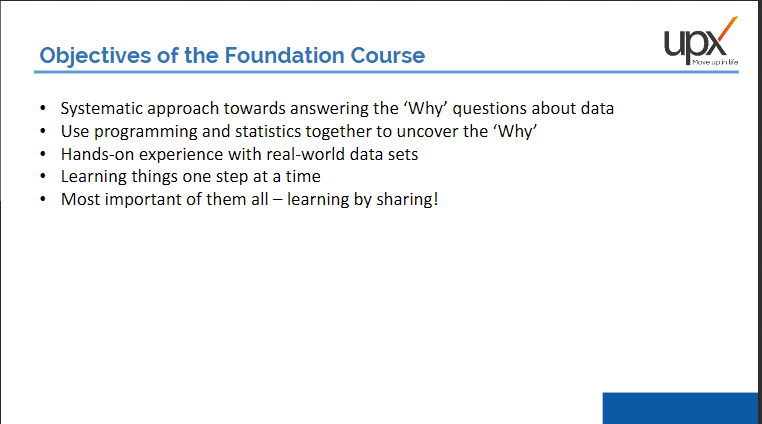 Objectives of the Foundation Course
upx
Move up in life
• Systematic approach towards answering the ‘Why’ questions about data
• Use programming and statistics together to uncover the ‘Why’
• Hands-on experience with real-world data sets
• Learning things one step at a time
• Most important of them all – learning by sharing!